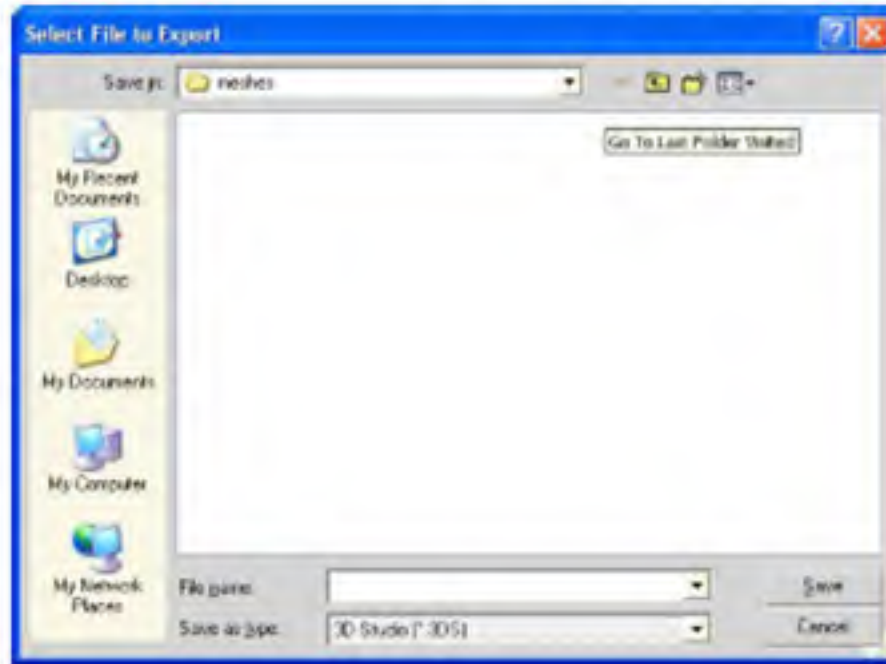 Select File to Export
Save in: meshes
Go To Last Folder Visited
My Recent
Documents
Desktop
My Documents
My Computer
My Network
Places
File name:
Save
Save as type: 3D Studio (*.3DS)
Cancel